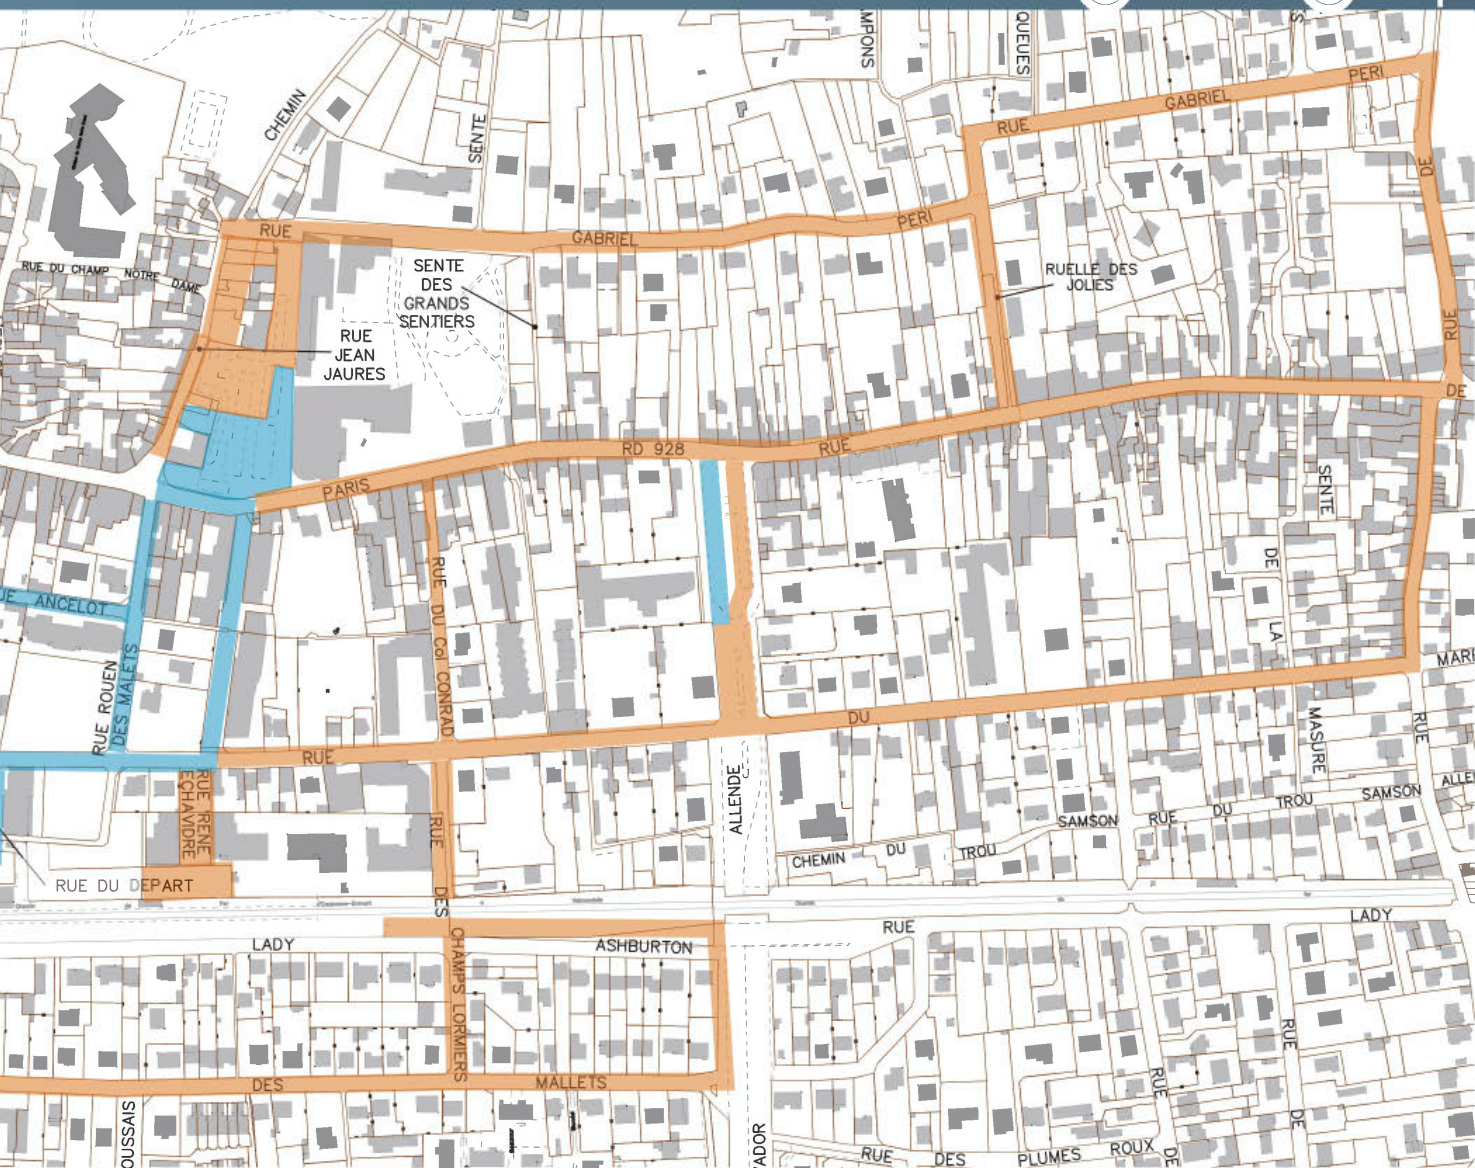 MPONS
QUEUES
S
CHEMIN
SENTE
RUE GABRIEL PERI
DE
RUE GABRIEL PERI
RUE DU CHAMP NOTRE DAME
SENTE
DES
GRANDS
SENTIERS
RUELLE DES
JOLIES
RUE
RUE
JEAN
JAURES
DE
RD 928
RUE
PARIS
SENTE
DE
LA
MASURE
UE ANCELOT
RUE DU Col CONRAD
RUE ROUEN
DES MALETS
MARE
RUE DU
RUE
ALLENDE
RUE RENE
ECHAVIDRE
RUE
DES
CHAMPS LORMIERS
ALLE
SAMSON RUE DU TROU SAMSON
CHEMIN DU TROU
RUE DU DEPART
LADY ASHBURTON
RUE LADY
RUE
DE
RUE
DE
DES MALLETS
OUSSAIS
ADOR
RUE DES PLUMES ROUX